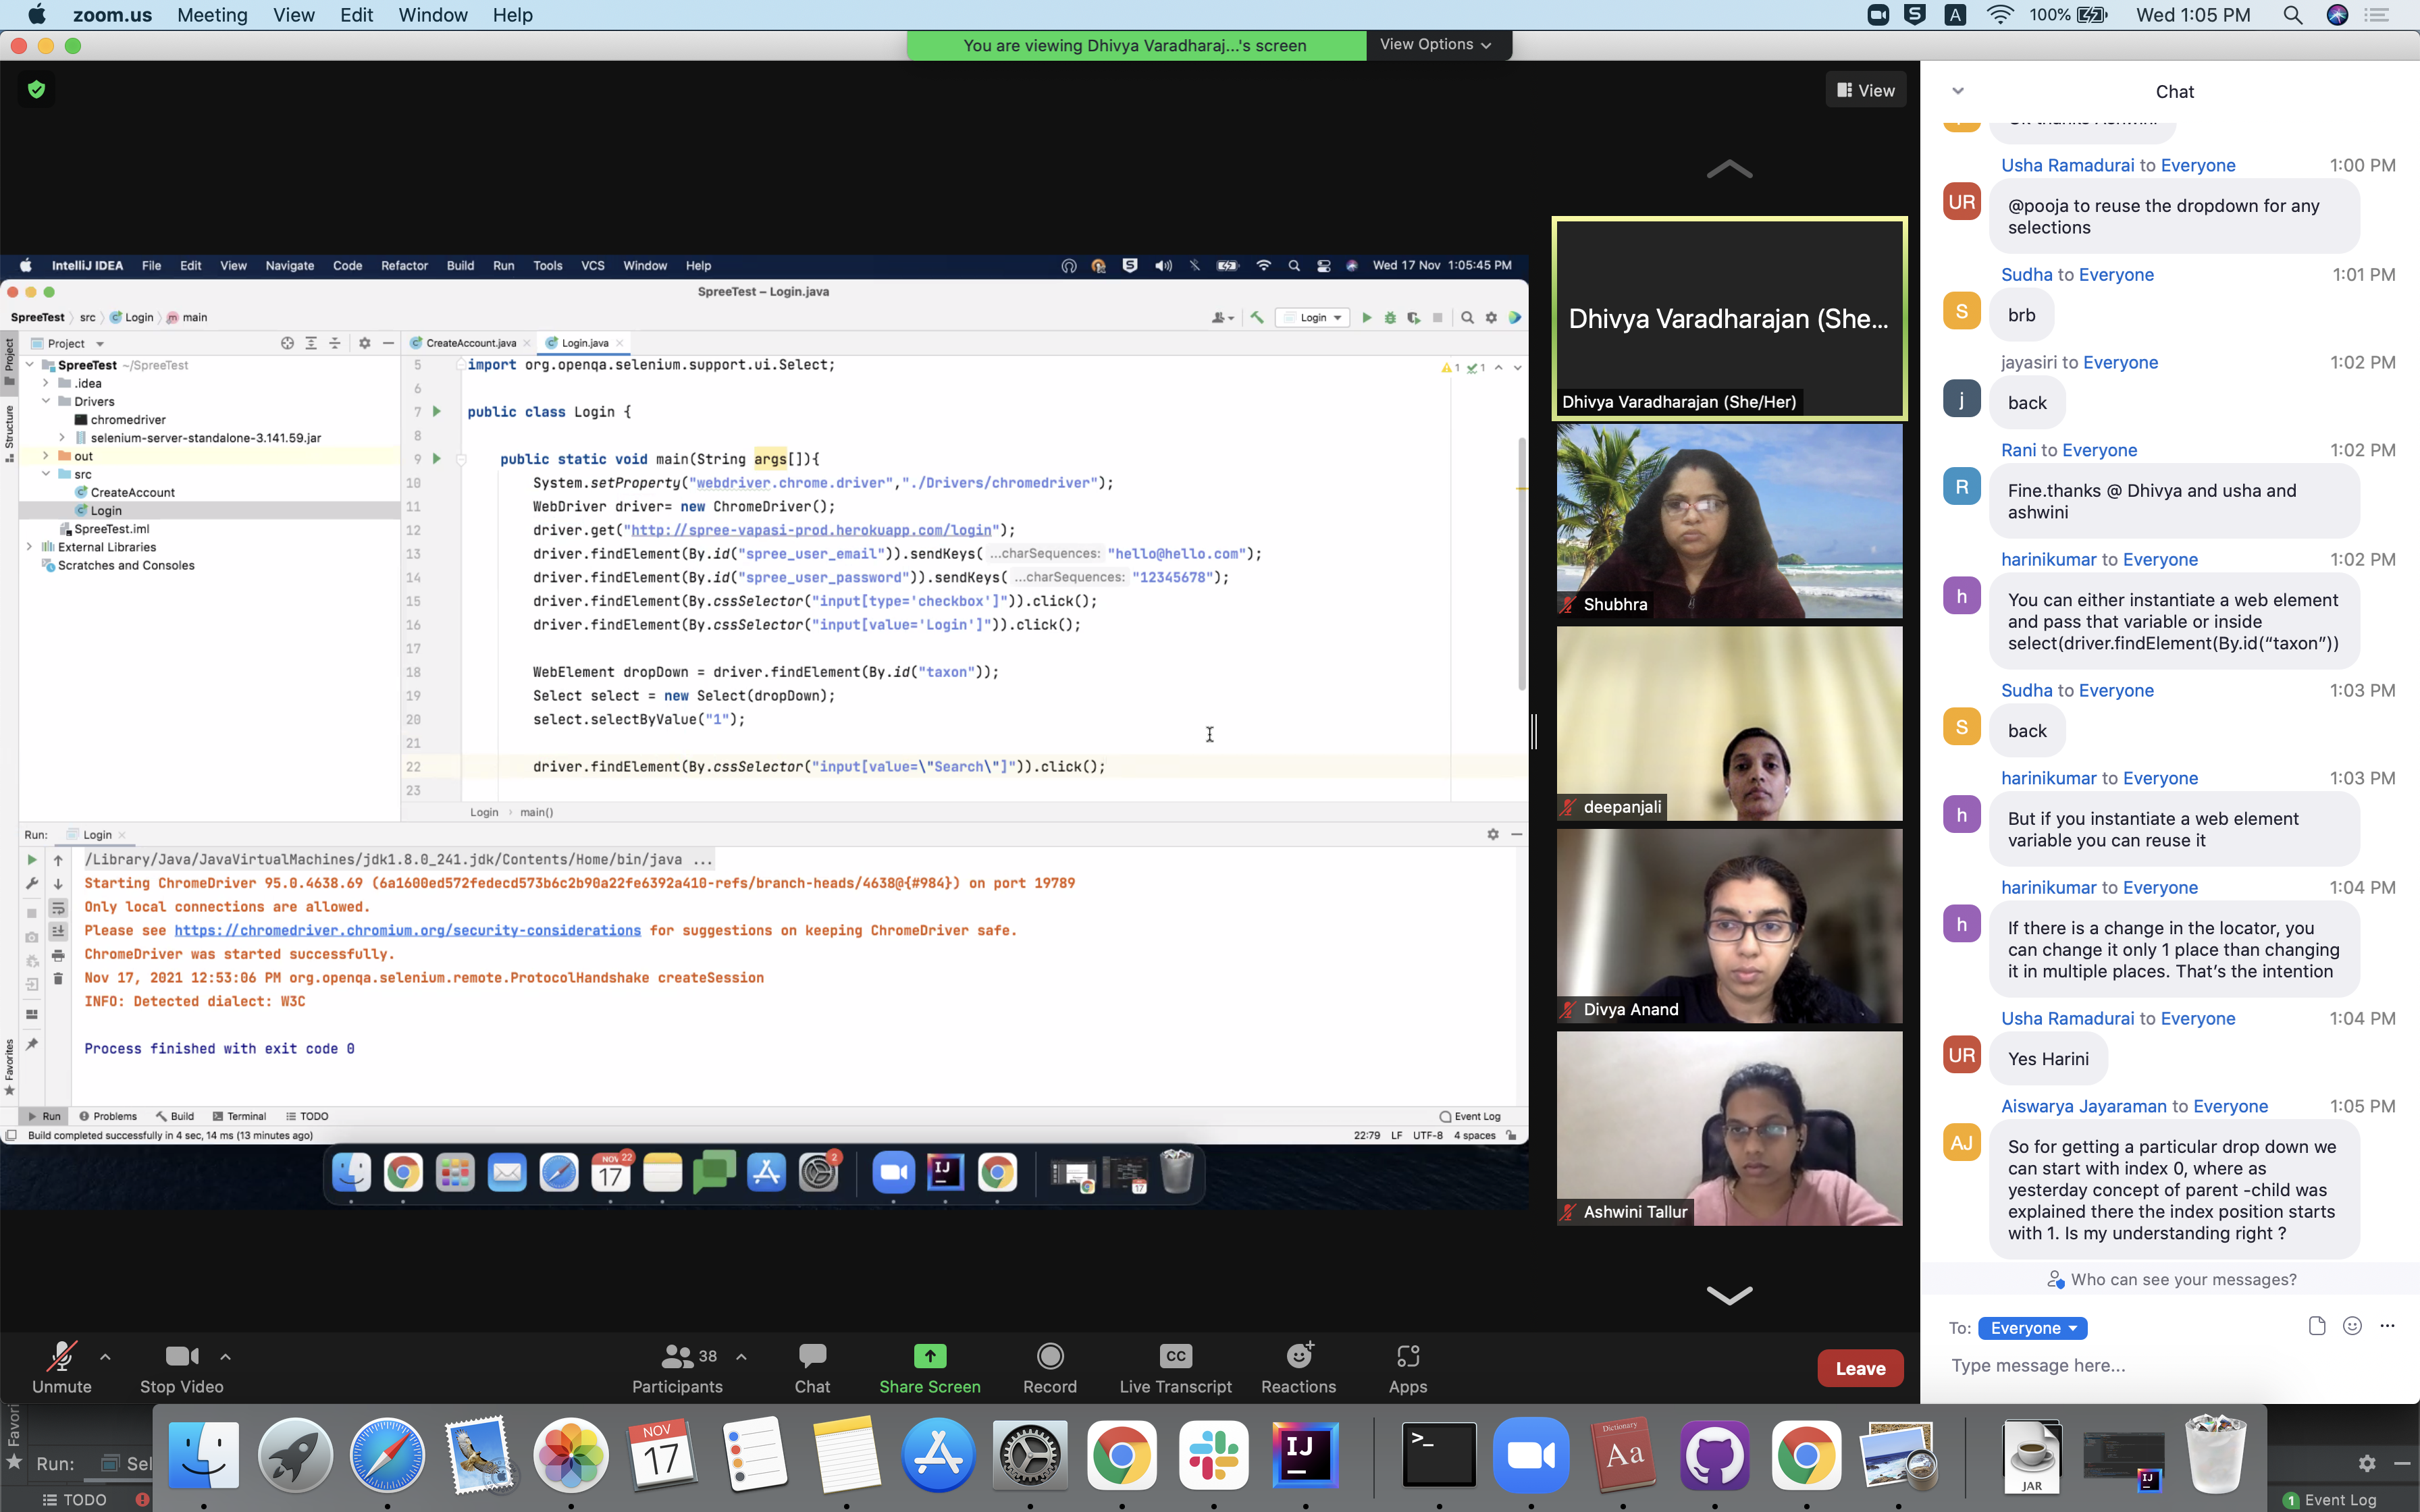 zoom.us Meeting View Edit Window Help
100% Wed 1:05 PM
You are viewing Dhivya Varadharaj...'s screen View Options
View
IntelliJ IDEA File Edit View Navigate Code Refactor Build Run Tools VCS Window Help
Wed 17 Nov 1:05:45 PM
SpreeTest – Login.java
SpreeTest src Login main
Login
Project
CreateAccount.java
Login.java
Project
Structure
Favorites
SpreeTest ~/SpreeTest
.idea
Drivers
chromedriver
selenium-server-standalone-3.141.59.jar
out
src
CreateAccount
Login
SpreeTest.iml
External Libraries
Scratches and Consoles
1 1
5 import org.openqa.selenium.support.ui.Select;
6
7 public class Login {
8
9 public static void main(String args[]){
10 System.setProperty("webdriver.chrome.driver","./Drivers/chromedriver");
11 WebDriver driver= new ChromeDriver();
12 driver.get("http://spree-vapasi-prod.herokuapp.com/login");
13 driver.findElement(By.id("spree_user_email")).sendKeys( ...charSequences: "hello@hello.com");
14 driver.findElement(By.id("spree_user_password")).sendKeys( ...charSequences: "12345678");
15 driver.findElement(By.cssSelector("input[type='checkbox']")).click();
16 driver.findElement(By.cssSelector("input[value='Login']")).click();
17
18 WebElement dropDown = driver.findElement(By.id("taxon"));
19 Select select = new Select(dropDown);
20 select.selectByValue("1");
21
22 driver.findElement(By.cssSelector("input[value=\"Search\"]")).click();
23
Login main()
Run: Login
/Library/Java/JavaVirtualMachines/jdk1.8.0_241.jdk/Contents/Home/bin/java ...
Starting ChromeDriver 95.0.4638.69 (6a1600ed572fedecd573b6c2b90a22fe6392a410-refs/branch-heads/4638@{#984}) on port 19789
Only local connections are allowed.
Please see https://chromedriver.chromium.org/security-considerations for suggestions on keeping ChromeDriver safe.
ChromeDriver was started successfully.
Nov 17, 2021 12:53:06 PM org.openqa.selenium.remote.ProtocolHandshake createSession
INFO: Detected dialect: W3C
Process finished with exit code 0
Run Problems Build Terminal TODO Event Log
Build completed successfully in 4 sec, 14 ms (13 minutes ago) 22:79 LF UTF-8 4 spaces
NOV 22
17
2
IJ
17
Dhivya Varadharajan (She...
Dhivya Varadharajan (She/Her)
Shubhra
deepanjali
Divya Anand
Ashwini Tallur
Chat
Usha Ramadurai to Everyone 1:00 PM
UR
@pooja to reuse the dropdown for any
selections
Sudha to Everyone 1:01 PM
S
brb
jayasiri to Everyone 1:02 PM
j
back
Rani to Everyone 1:02 PM
R
Fine.thanks @ Dhivya and usha and
ashwini
harinikumar to Everyone 1:02 PM
h
You can either instantiate a web element
and pass that variable or inside
select(driver.findElement(By.id(“taxon”))
Sudha to Everyone 1:03 PM
S
back
harinikumar to Everyone 1:03 PM
h
But if you instantiate a web element
variable you can reuse it
harinikumar to Everyone 1:04 PM
h
If there is a change in the locator, you
can change it only 1 place than changing
it in multiple places. That’s the intention
Usha Ramadurai to Everyone 1:04 PM
UR
Yes Harini
Aiswarya Jayaraman to Everyone 1:05 PM
AJ
So for getting a particular drop down we
can start with index 0, where as
yesterday concept of parent -child was
explained there the index position starts
with 1. Is my understanding right ?
Who can see your messages?
To: Everyone
Type message here...
Unmute
Stop Video
38
Participants
Chat
Share Screen
Record
CC
Live Transcript
Reactions
Apps
Leave
Run: Sel
TODO
NOV
17
IJ
>_
Dictionary
Aa
JAR
IJ
1 Event Log